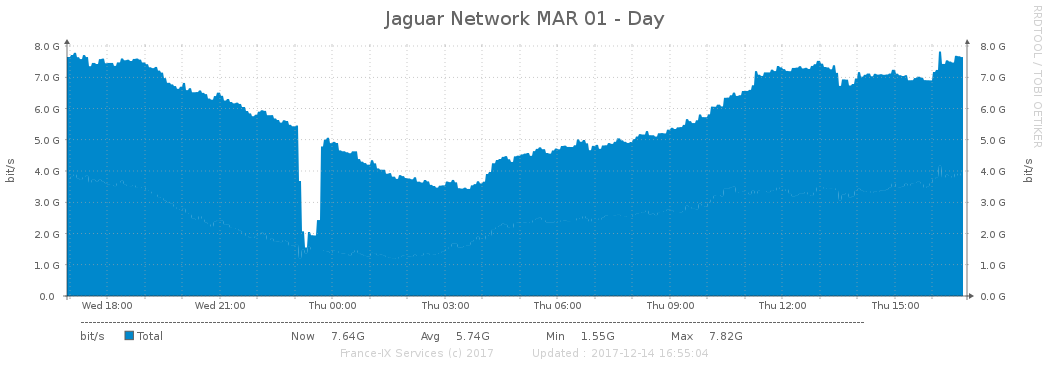 Jaguar Network MAR 01 - Day
RRDTOOL / TOBI OETIKER
bit/s
8.0 G
7.0 G
6.0 G
5.0 G
4.0 G
3.0 G
2.0 G
1.0 G
0.0
8.0 G
7.0 G
6.0 G
5.0 G
4.0 G
3.0 G
2.0 G
1.0 G
0.0 G
bit/s
Wed 18:00 Wed 21:00 Thu 00:00 Thu 03:00 Thu 06:00 Thu 09:00 Thu 12:00 Thu 15:00
bit/s Total Now 7.64G Avg 5.74G Min 1.55G Max 7.82G
France-IX Services (c) 2017 Updated : 2017-12-14 16:55:04